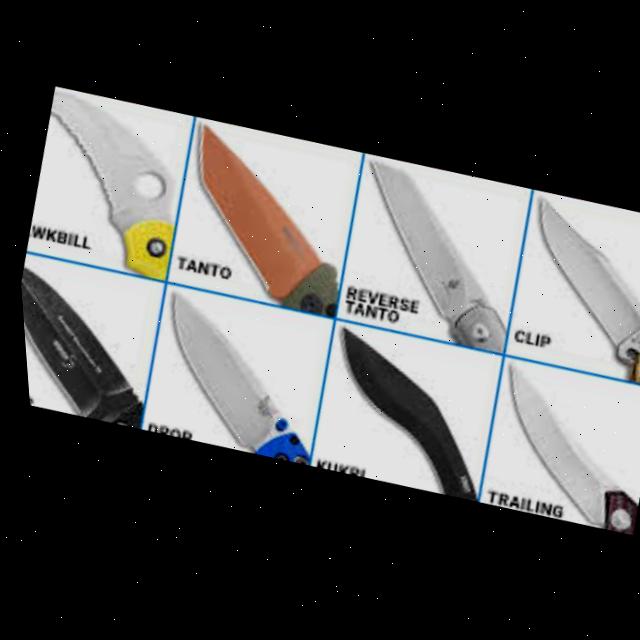 WKBILL
TANTO
REVERSE
TANTO
CLIP
DROP
KUKRI
TRAILING